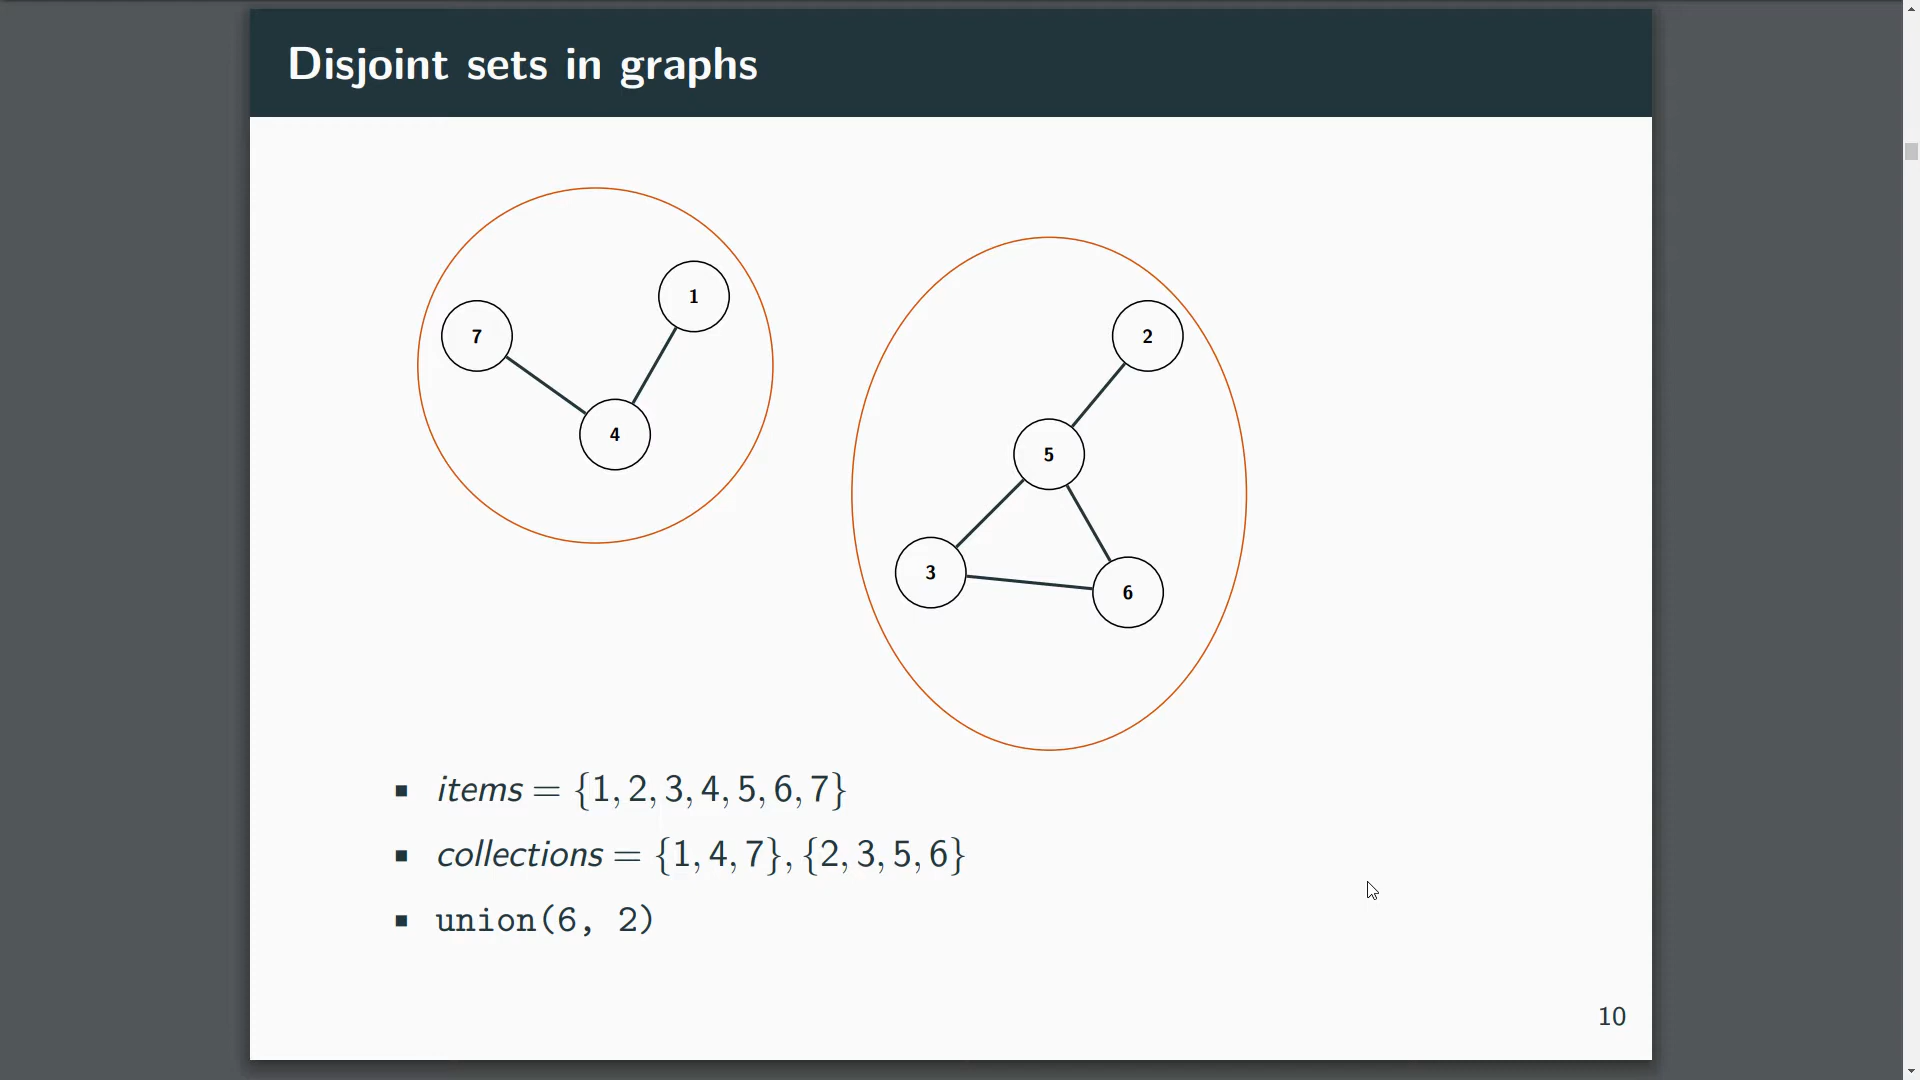 Disjoint sets in graphs
1
7
2
4
5
3
6
▪ items = {1, 2, 3, 4, 5, 6, 7}
▪ collections = {1, 4, 7}, {2, 3, 5, 6}
▪ union(6, 2)
10